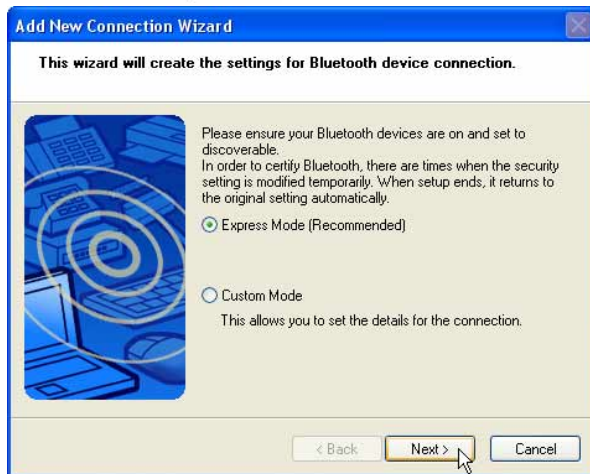 Add New Connection Wizard
This wizard will create the settings for Bluetooth device connection.
Please ensure your Bluetooth devices are on and set to
discoverable.
In order to certify Bluetooth, there are times when the security
setting is modified temporarily. When setup ends, it returns to
the original setting automatically.
Express Mode (Recommended)
Custom Mode
This allows you to set the details for the connection.
< Back Next > Cancel